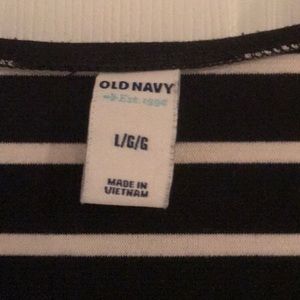 OLD NAVY
Est. 1994
L/G/G
MADE IN
VIETNAM